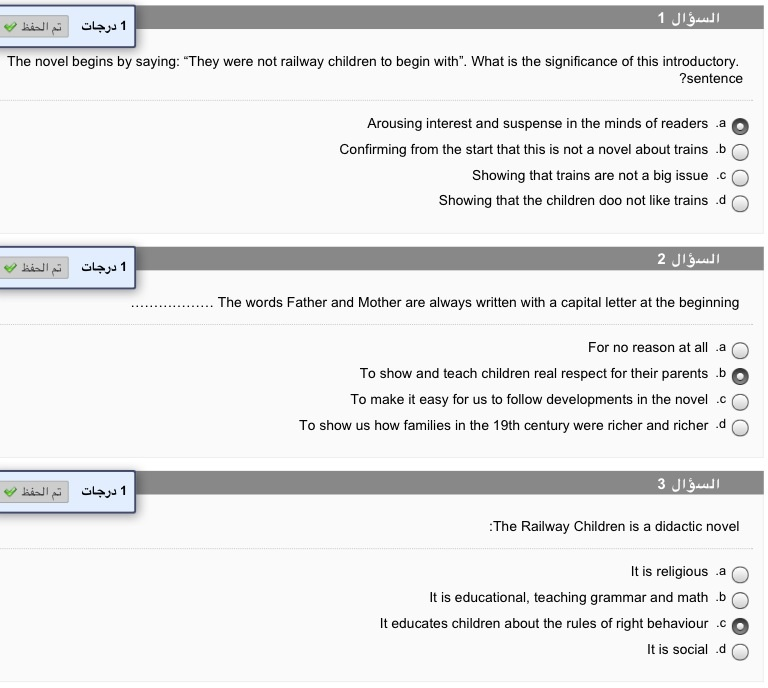 السؤال 1
1 درجات تم الحفظ
The novel begins by saying: “They were not railway children to begin with”. What is the significance of this introductory.
?sentence
Arousing interest and suspense in the minds of readers .a
Confirming from the start that this is not a novel about trains .b
Showing that trains are not a big issue .c
Showing that the children doo not like trains .d
السؤال 2
1 درجات تم الحفظ
................. The words Father and Mother are always written with a capital letter at the beginning
For no reason at all .a
To show and teach children real respect for their parents .b
To make it easy for us to follow developments in the novel .c
To show us how families in the 19th century were richer and richer .d
السؤال 3
1 درجات تم الحفظ
:The Railway Children is a didactic novel
It is religious .a
It is educational, teaching grammar and math .b
It educates children about the rules of right behaviour .c
It is social .d